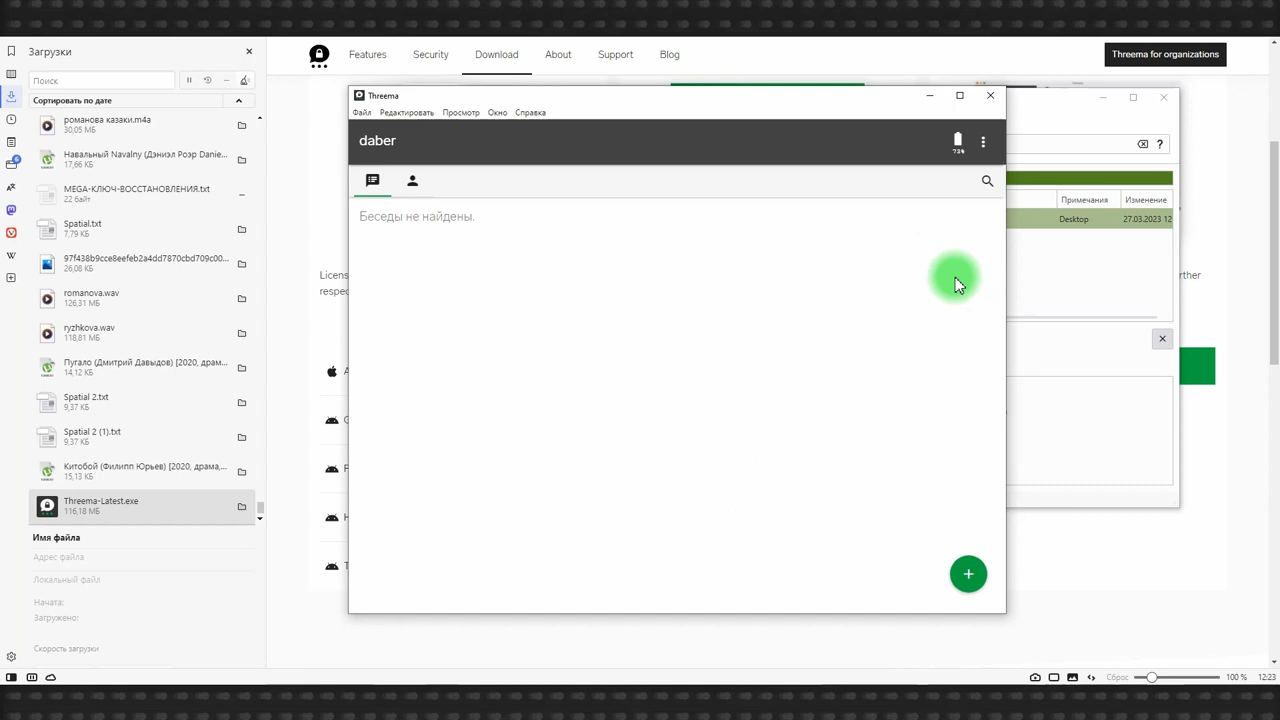 Загрузки
Поиск
Сортировать по дате
романова казаки.m4a
30,05 МБ
Навальный Navalny (Дэниэл Роэр Danie...
17,66 КБ
MEGA-КЛЮЧ-ВОССТАНОВЛЕНИЯ.txt
22 байт
Spatial.txt
7,79 КБ
97f438b9cce8eefeb2a4dd7870cbd709c00...
26,08 КБ
romanova.wav
126,31 МБ
ryzhkova.wav
118,81 МБ
Пугало (Дмитрий Давыдов) [2020, драм...
14,12 КБ
Spatial 2.txt
9,37 КБ
Spatial 2 (1).txt
9,37 КБ
Китобой (Филипп Юрьев) [2020, драма,...
15,13 КБ
Threema-Latest.exe
116,18 МБ
Имя файла
Адрес файла
Локальный файл
Начата:
Загружено:
Скорость загрузки
Features Security Download About Support Blog
Threema for organizations
Threema
Файл Редактировать Просмотр Окно Справка
daber
73%
Беседы не найдены.
+
?
Примечания Изменение
Desktop 27.03.2023 12
Licens
respec
rther
Сброс 100 % 12:23